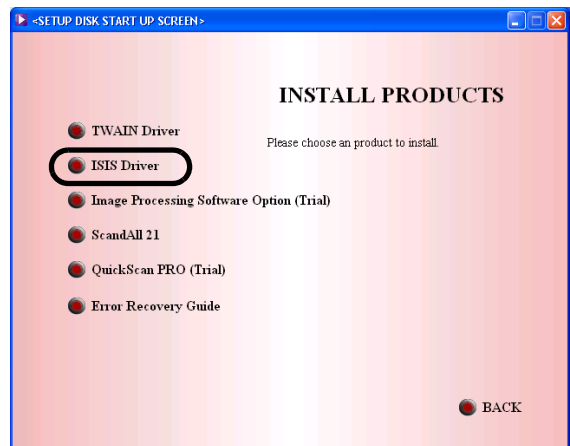 <SETUP DISK START UP SCREEN>
INSTALL PRODUCTS
Please choose an product to install.
TWAIN Driver
ISIS Driver
Image Processing Software Option (Trial)
ScandAll 21
QuickScan PRO (Trial)
Error Recovery Guide
BACK